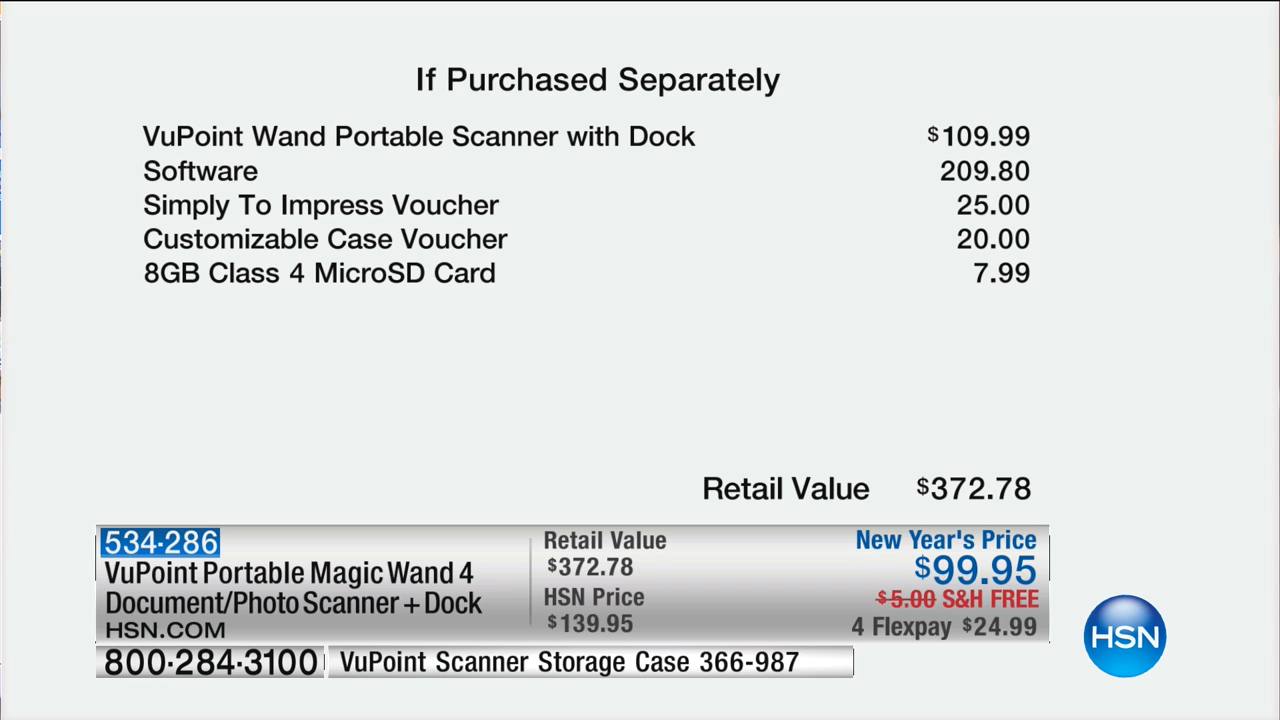 If Purchased Separately
VuPoint Wand Portable Scanner with Dock $109.99
Software 209.80
Simply To Impress Voucher 25.00
Customizable Case Voucher 20.00
8GB Class 4 MicroSD Card 7.99
Retail Value $372.78
534·286
VuPoint Portable Magic Wand 4
Document/Photo Scanner + Dock
HSN.COM
Retail Value
$372.78
HSN Price
$139.95
New Year's Price
$99.95
$5.00 S&H FREE
4 Flexpay $24.99
HSN
800·284·3100 VuPoint Scanner Storage Case 366-987